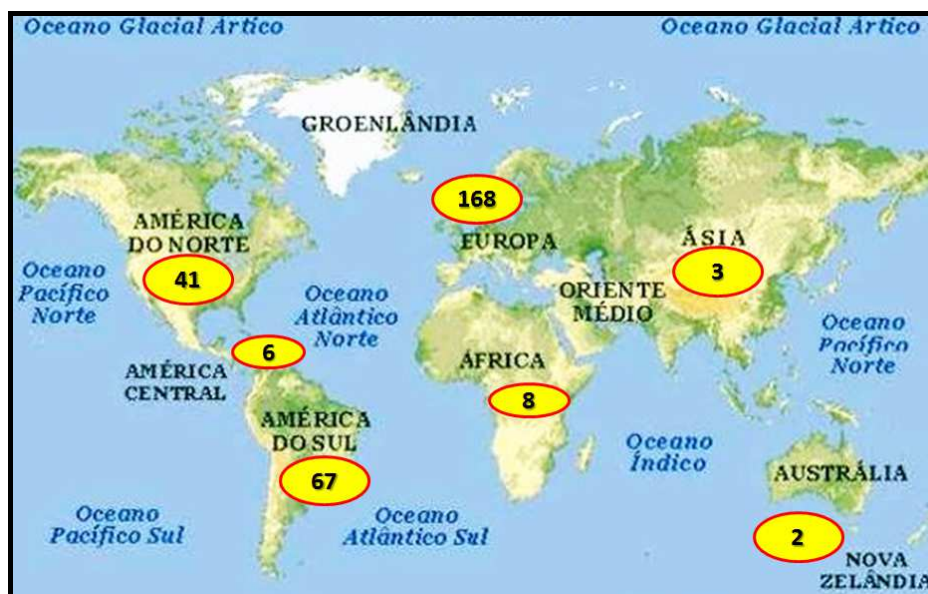 Oceano Glacial Artico
Oceano Glacial Artico
GROENLÂNDIA
168
AMÉRICA
DO NORTE
EUROPA
ÁSIA
41
3
Oceano
Pacífico
Norte
Oceano
Atlântico
Norte
ORIENTE
MÉDIO
Oceano
Pacífico
Norte
6
ÁFRICA
AMÉRICA
CENTRAL
8
AMÉRICA
DO SUL
Oceano
Índico
67
AUSTRÁLIA
Oceano
Pacífico Sul
Oceano
Atlântico Sul
2
NOVA
ZELÂNDIA